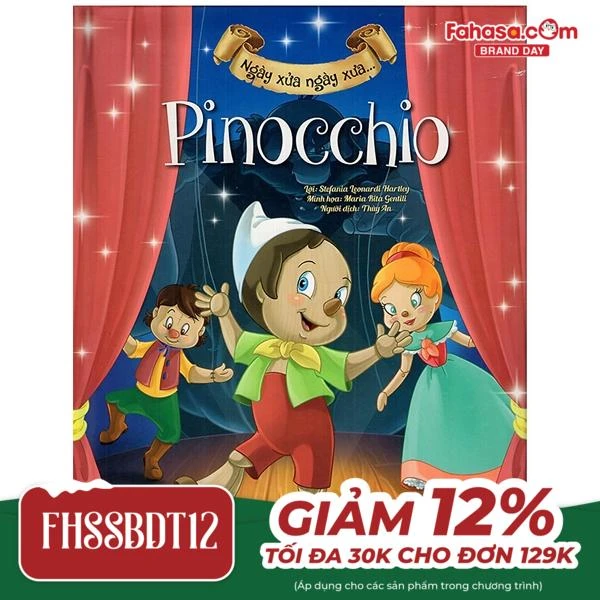 Fahasa.com
BRAND DAY
Ngày xửa ngày xưa...
Pinocchio
Lời: Stefania Leonardi Hartley
Minh họa: Maria Rita Gentili
Người dịch: Thùy An
FHSSBDT12
GIẢM 12%
TỐI ĐA 30K CHO ĐƠN 129K
(Áp dụng cho các sản phẩm trong chương trình)